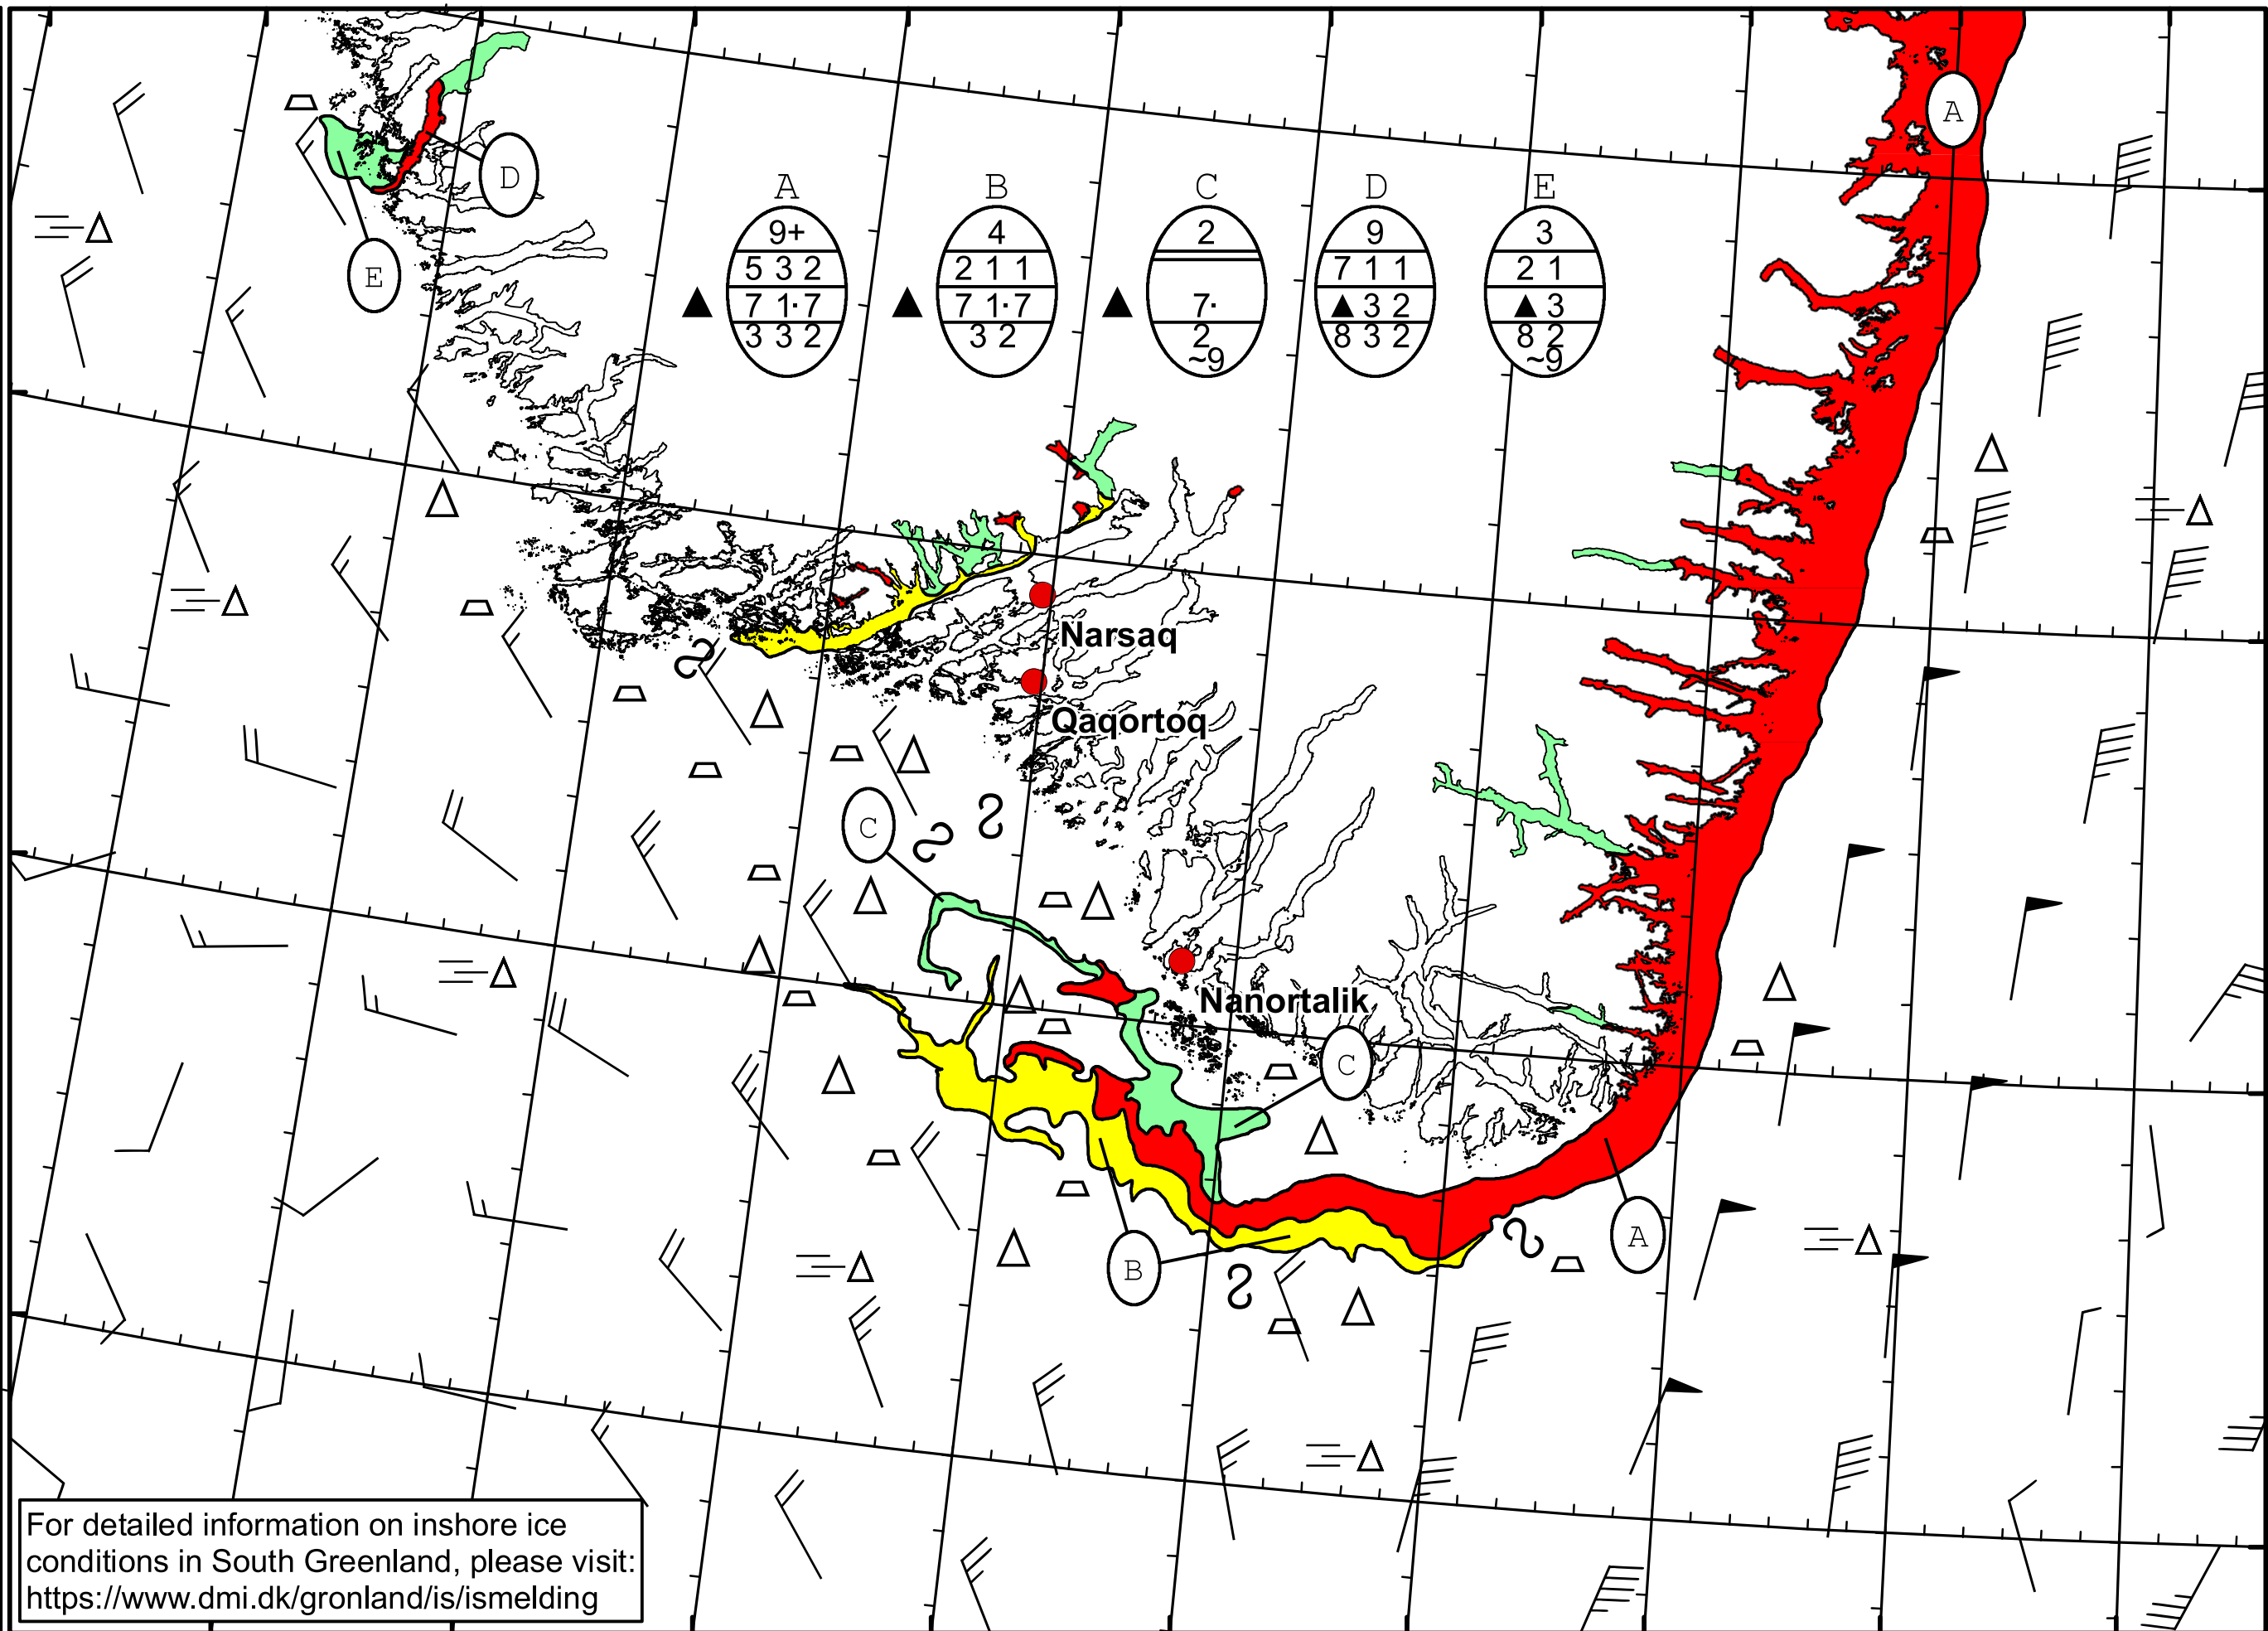 A
D
E
A B C D E
9+ 4 2 9 3
5 3 2 2 1 1 7 1 1 2 1
▲ 7 1· 7 ▲ 7 1· 7 ▲ 7· ▲ 3 2 ▲ 3
3 3 2 3 2 2 8 3 2 8 2
~9 ~9
Narsaq
Qaqortoq
C
Nanortalik
C
A
B
For detailed information on inshore ice
conditions in South Greenland, please visit:
https://www.dmi.dk/gronland/is/ismelding